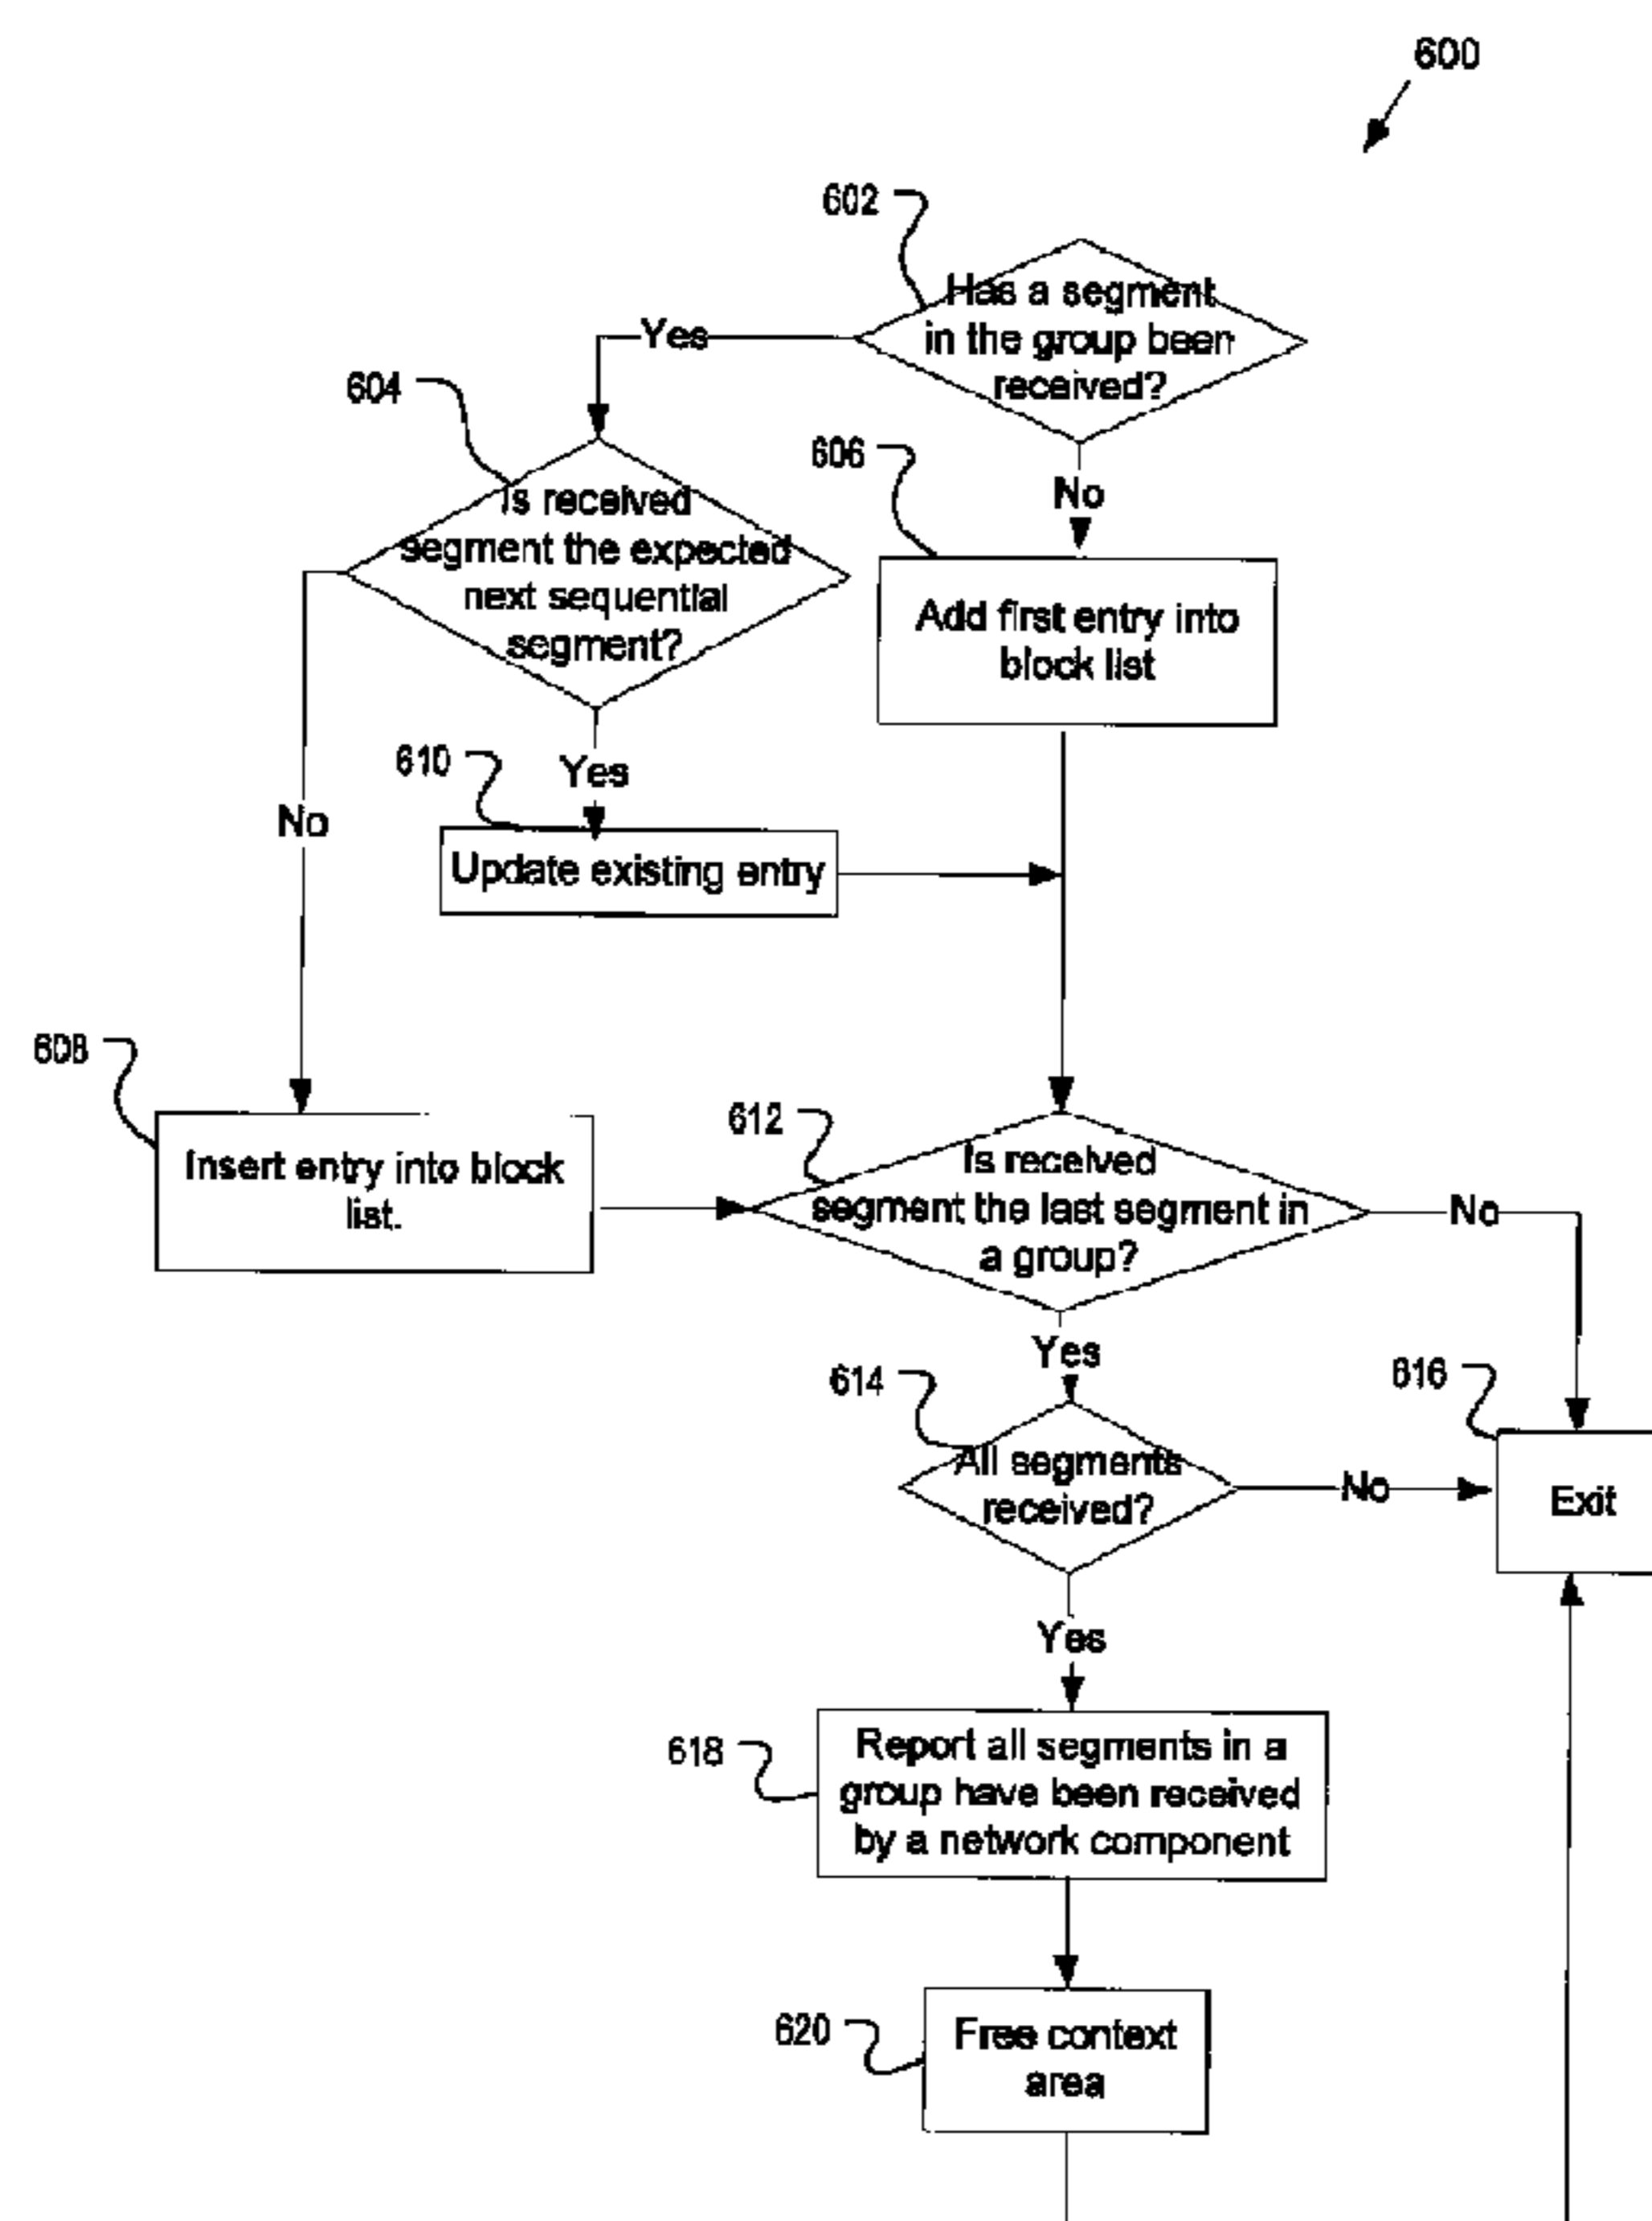 600
602
Has a segment
in the group been
received?
Yes
604
606
No
Is received
segment the expected
next sequential
segment?
Add first entry into
block list
610
Yes
No
Update existing entry
608
Insert entry into block
list.
612
Is received
segment the last segment in
a group?
No
Yes
614
616
All segments
received?
No
Exit
Yes
618
Report all segments in a
group have been received
by a network component
620
Free context
area